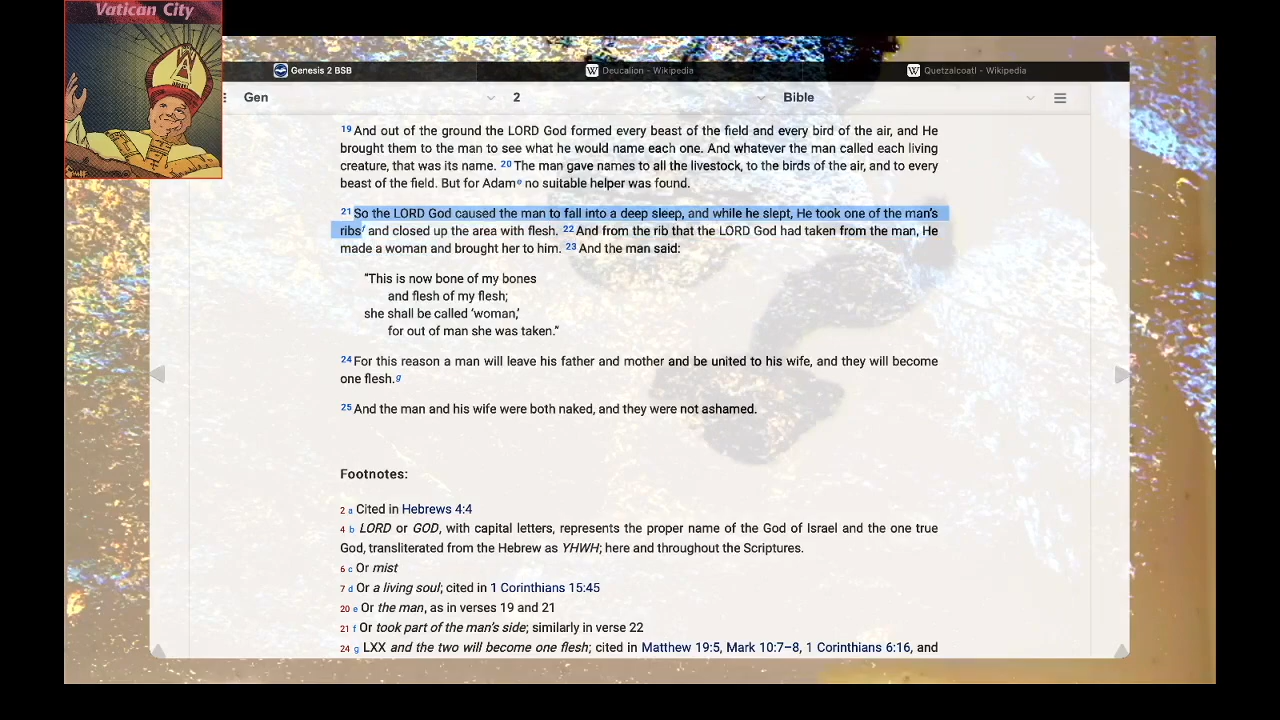 Vatican City
Genesis 2 BSB
Deucalion - Wikipedia
Quetzalcoatl - Wikipedia
Gen
2
Bible
19 And out of the ground the LORD God formed every beast of the field and every bird of the air, and He
brought them to the man to see what he would name each one. And whatever the man called each living
creature, that was its name. 20 The man gave names to all the livestock, to the birds of the air, and to every
beast of the field. But for Adam e no suitable helper was found.
21 So the LORD God caused the man to fall into a deep sleep, and while he slept, He took one of the man's
ribs f and closed up the area with flesh. 22 And from the rib that the LORD God had taken from the man, He
made a woman and brought her to him. 23 And the man said:
“This is now bone of my bones
and flesh of my flesh;
she shall be called ‘woman,’
for out of man she was taken.”
24 For this reason a man will leave his father and mother and be united to his wife, and they will become
one flesh. g
25 And the man and his wife were both naked, and they were not ashamed.
Footnotes:
2 a Cited in Hebrews 4:4
4 b LORD or GOD, with capital letters, represents the proper name of the God of Israel and the one true
God, transliterated from the Hebrew as YHWH; here and throughout the Scriptures.
6 c Or mist
7 d Or a living soul; cited in 1 Corinthians 15:45
20 e Or the man, as in verses 19 and 21
21 f Or took part of the man's side; similarly in verse 22
24 g LXX and the two will become one flesh; cited in Matthew 19:5, Mark 10:7–8, 1 Corinthians 6:16, and